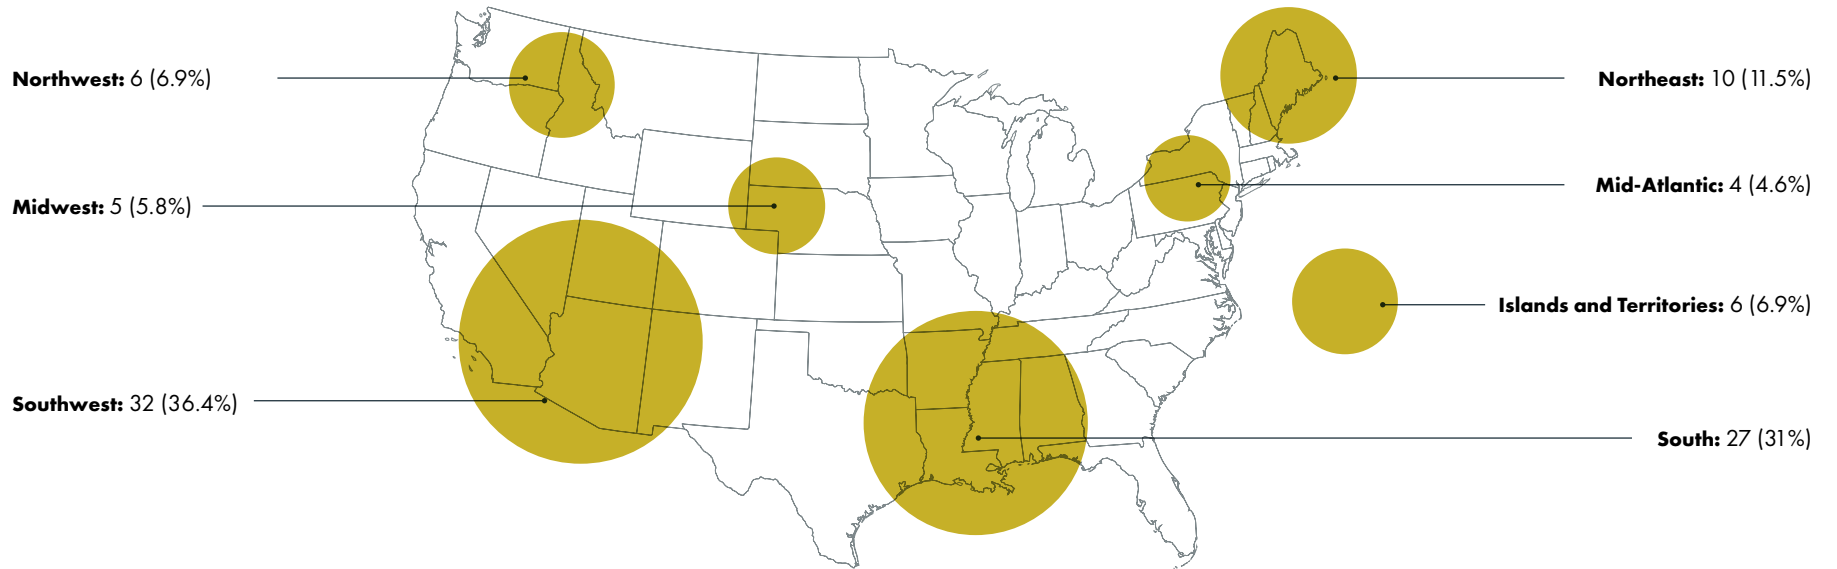 Northwest: 6 (6.9%)
Northeast: 10 (11.5%)
Mid-Atlantic: 4 (4.6%)
Midwest: 5 (5.8%)
Islands and Territories: 6 (6.9%)
Southwest: 32 (36.4%)
South: 27 (31%)